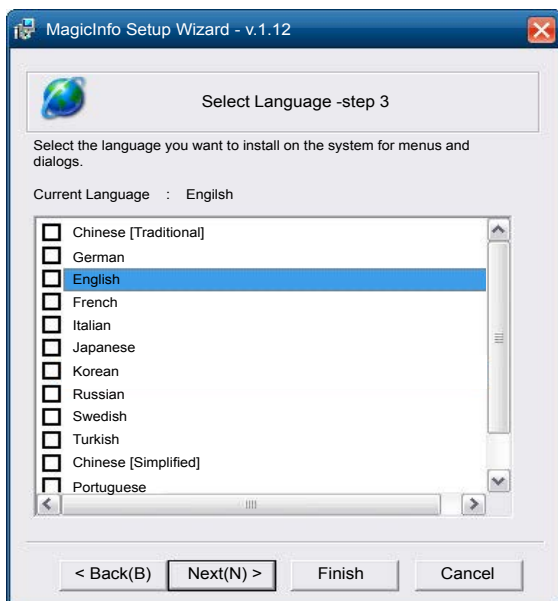 MagicInfo Setup Wizard - v.1.12
Select Language -step 3
Select the language you want to install on the system for menus and
dialogs.
Current Language : Engilsh
Chinese [Traditional]
German
English
French
Italian
Japanese
Korean
Russian
Swedish
Turkish
Chinese [Simplified]
Portuguese
< Back(B) Next(N) > Finish Cancel